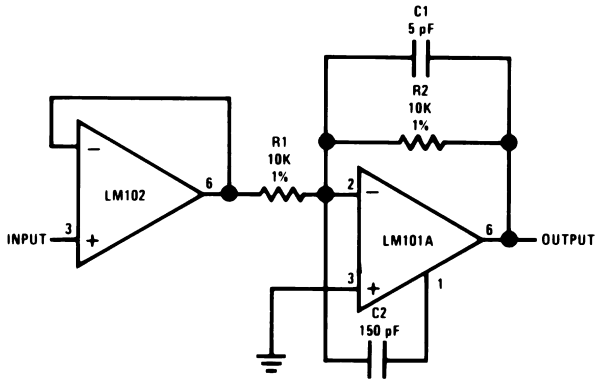 C1
5 pF
R2
10K
1%
R1
10K
1%
−
LM102
6
INPUT
3
+
2
−
LM101A
6
OUTPUT
3
+
1
C2
150 pF